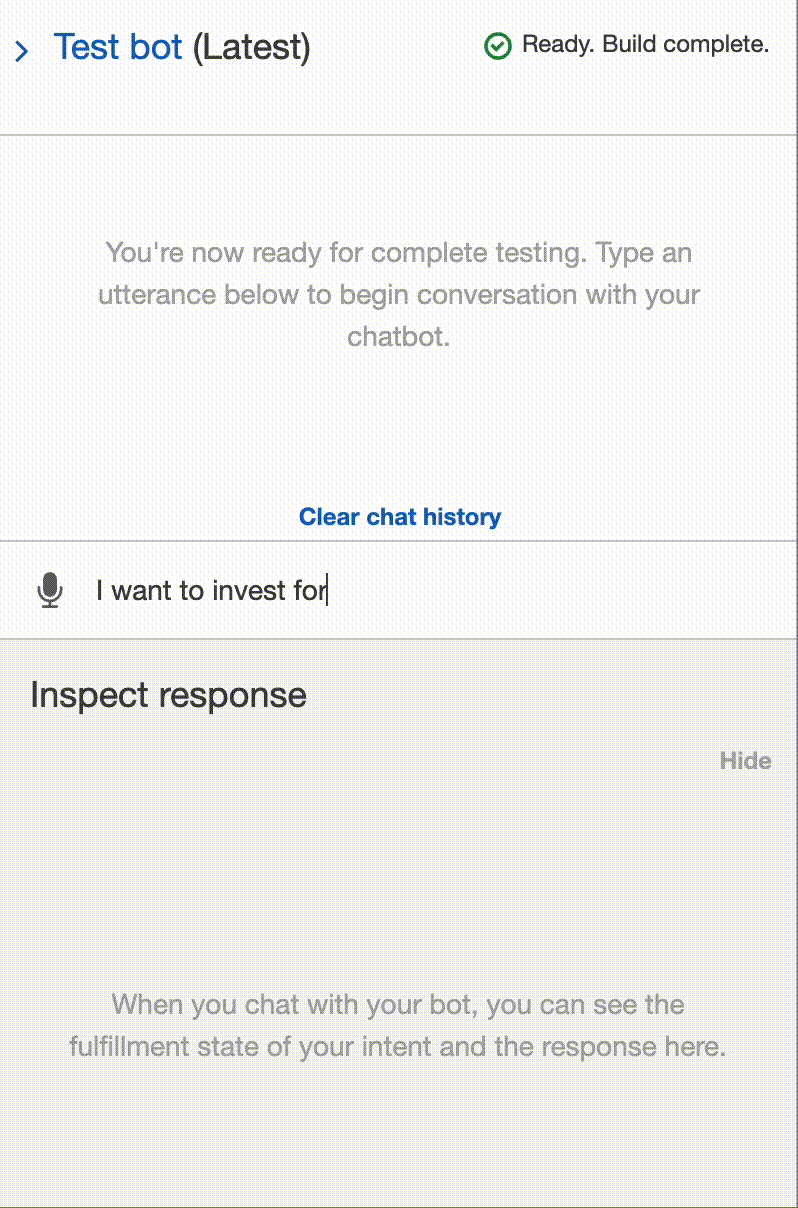 Test bot (Latest)
Ready. Build complete.
You're now ready for complete testing. Type an
utterance below to begin conversation with your
chatbot.
Clear chat history
I want to invest for
Inspect response
Hide
When you chat with your bot, you can see the
fulfillment state of your intent and the response here.